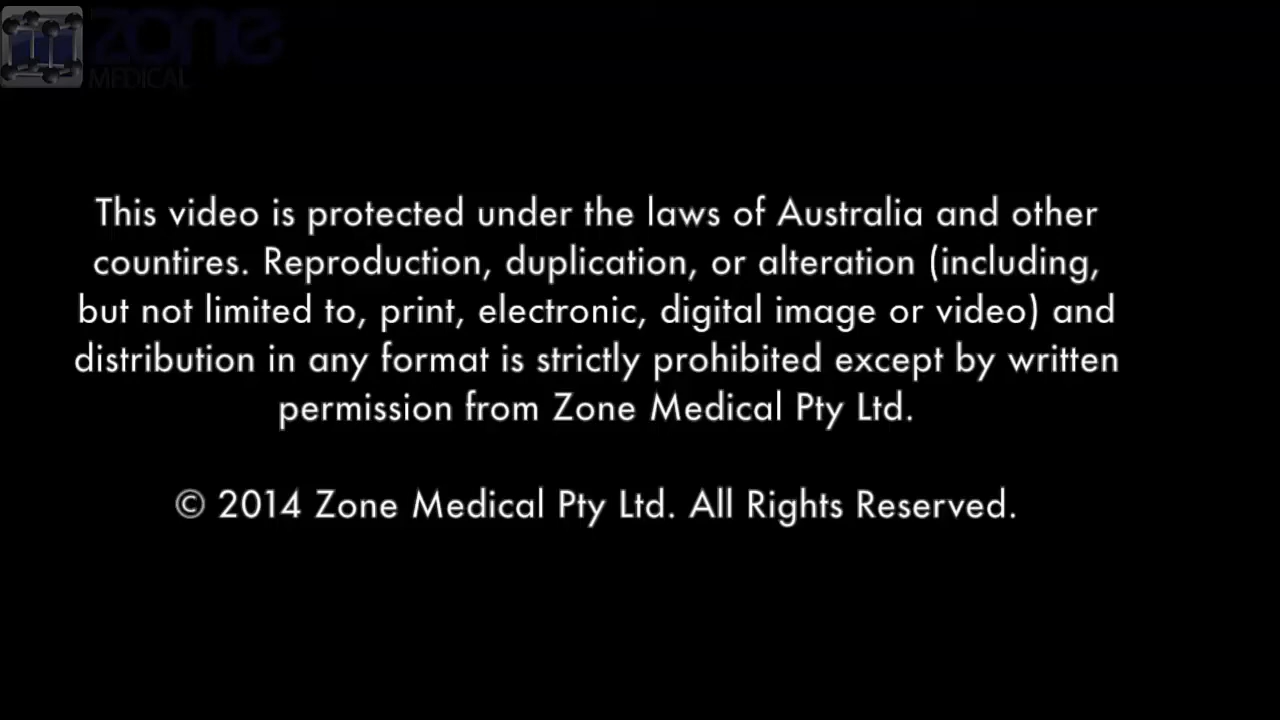 zone
MEDICAL
This video is protected under the laws of Australia and other
countires. Reproduction, duplication, or alteration (including,
but not limited to, print, electronic, digital image or video) and
distribution in any format is strictly prohibited except by written
permission from Zone Medical Pty Ltd.
© 2014 Zone Medical Pty Ltd. All Rights Reserved.